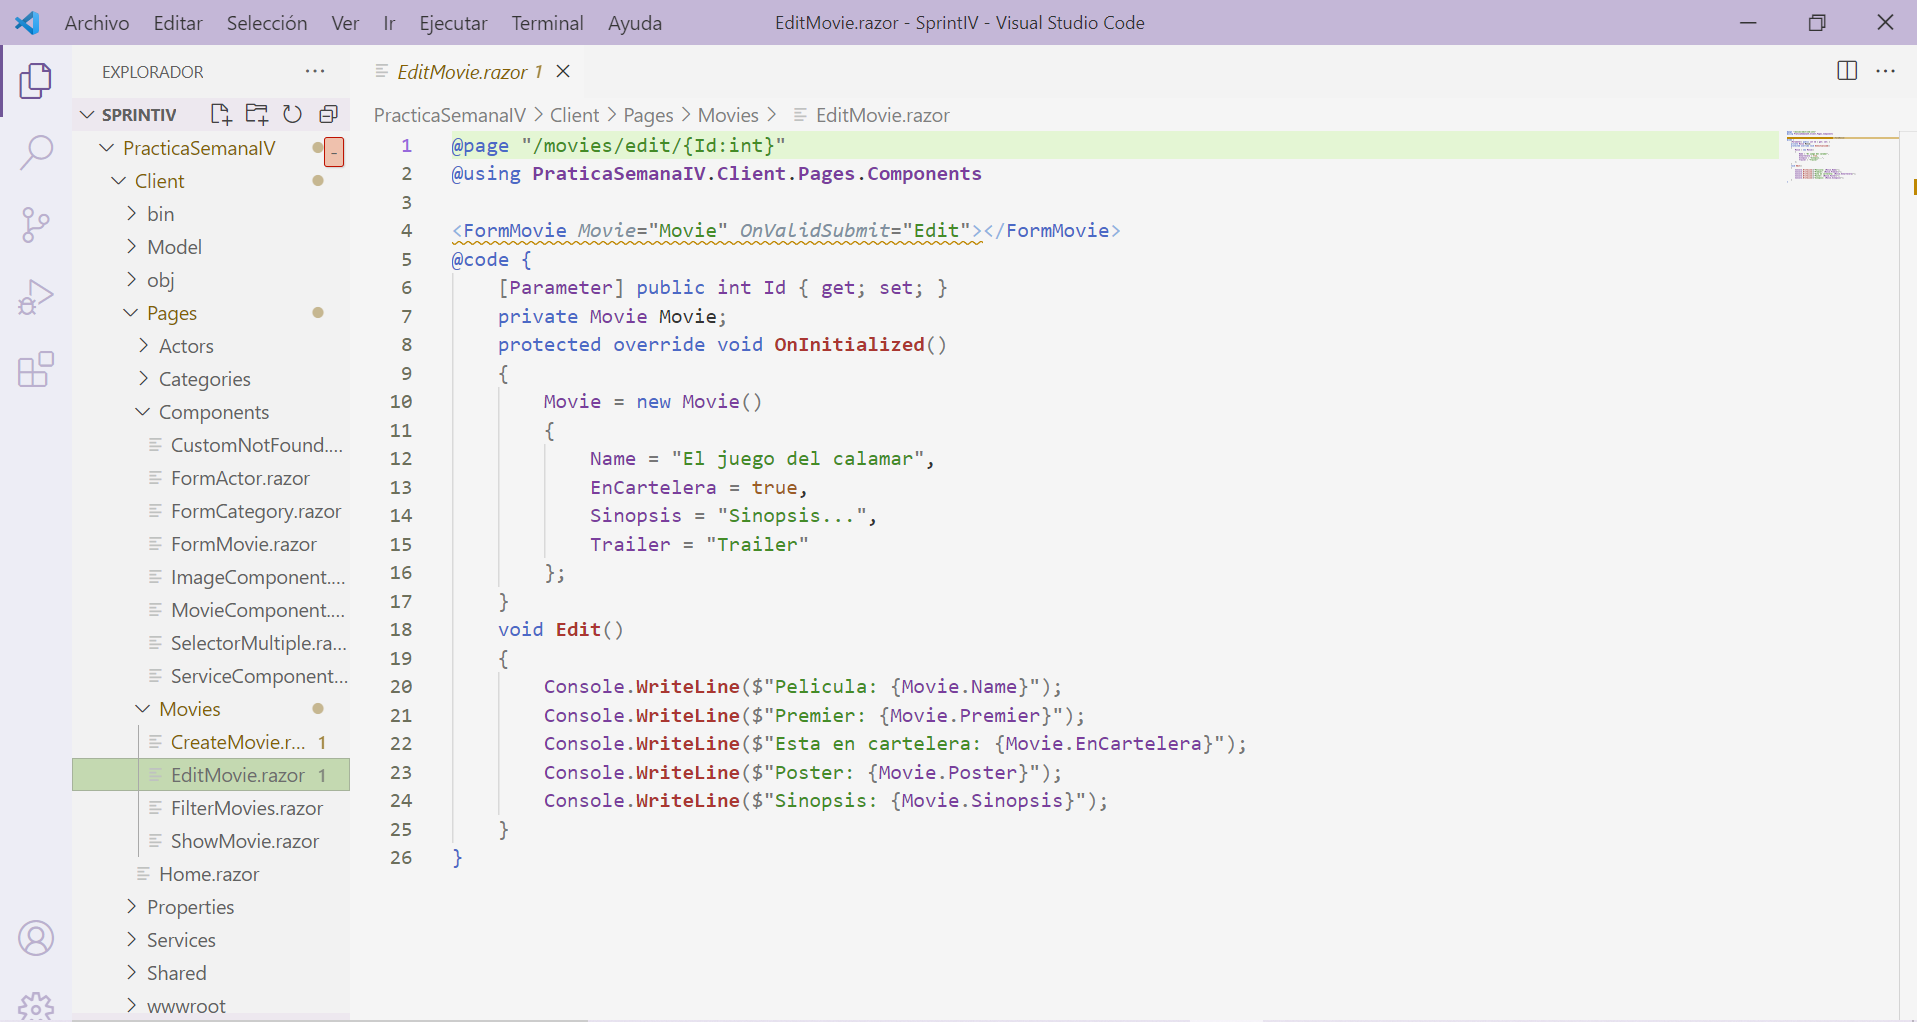 Archivo Editar Selección Ver Ir Ejecutar Terminal Ayuda EditMovie.razor - SprintIV - Visual Studio Code
EXPLORADOR
SPRINTIV
PracticaSemanaIV
Client
bin
Model
obj
Pages
Actors
Categories
Components
CustomNotFound....
FormActor.razor
FormCategory.razor
FormMovie.razor
ImageComponent....
MovieComponent....
SelectorMultiple.ra...
ServiceComponent...
Movies
CreateMovie.r... 1
EditMovie.razor 1
FilterMovies.razor
ShowMovie.razor
Home.razor
Properties
Services
Shared
wwwroot
EditMovie.razor 1
PracticaSemanaIV > Client > Pages > Movies > EditMovie.razor
1 @page "/movies/edit/{Id:int}"
2 @using PraticaSemanaIV.Client.Pages.Components
3
4 <FormMovie Movie="Movie" OnValidSubmit="Edit"></FormMovie>
5 @code {
6 [Parameter] public int Id { get; set; }
7 private Movie Movie;
8 protected override void OnInitialized()
9 {
10 Movie = new Movie()
11 {
12 Name = "El juego del calamar",
13 EnCartelera = true,
14 Sinopsis = "Sinopsis...",
15 Trailer = "Trailer"
16 };
17 }
18 void Edit()
19 {
20 Console.WriteLine($"Pelicula: {Movie.Name}");
21 Console.WriteLine($"Premier: {Movie.Premier}");
22 Console.WriteLine($"Esta en cartelera: {Movie.EnCartelera}");
23 Console.WriteLine($"Poster: {Movie.Poster}");
24 Console.WriteLine($"Sinopsis: {Movie.Sinopsis}");
25 }
26 }